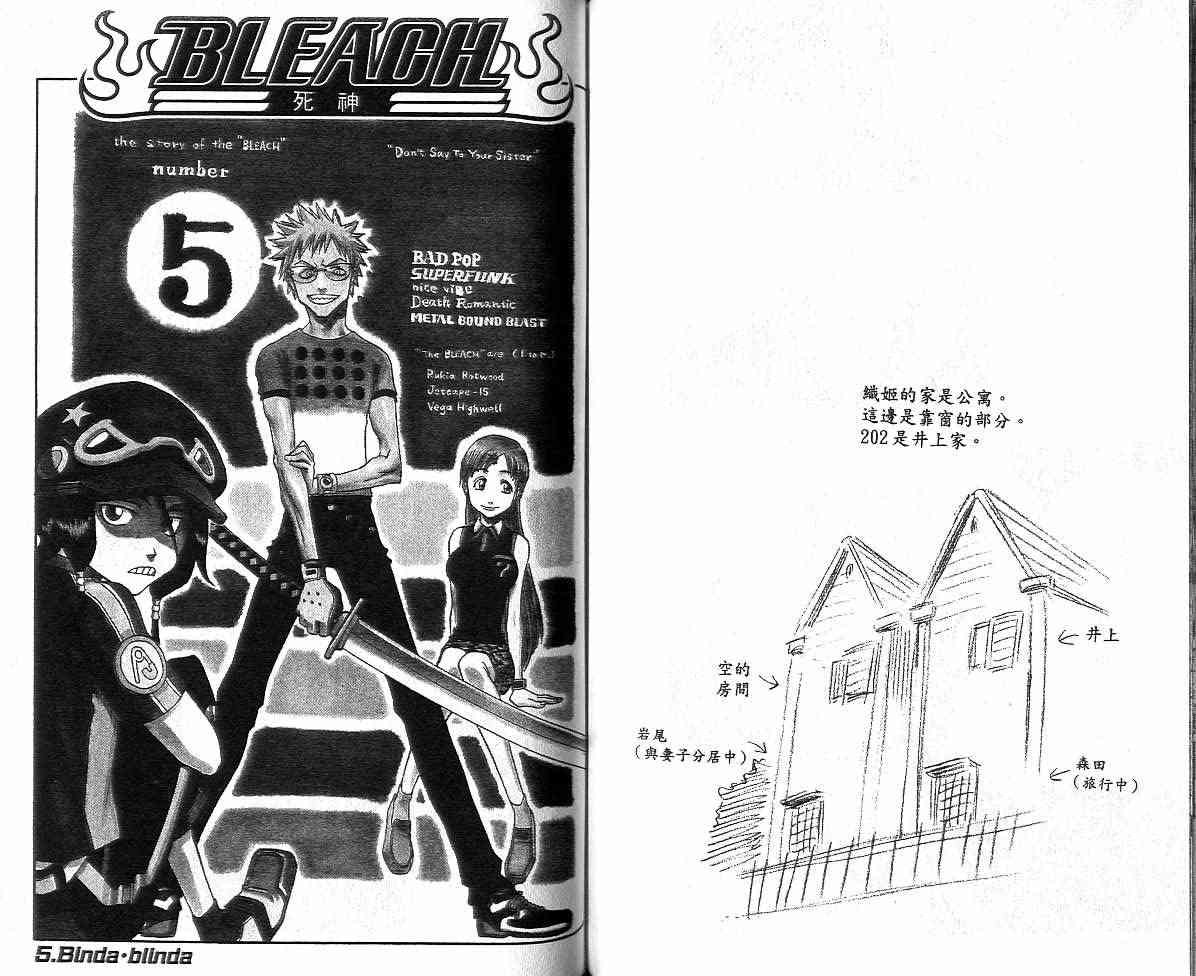 BLEACH
死神
the story of the "BLEACH"
number
5
"Don't Say To Your Sister"
BAD POP
SUPERFUNK
nice vibe
Death Romantic
METAL BOUND BLAST
"The BLEACH" are
Rukia
Vega Highwell
A
5.Binda·blinda
織姬的家是公寓。
這邊是靠窗的部分。
202是井上家。
井上
空的
房間
岩尾
(與妻子分居中)
森田
(旅行中)